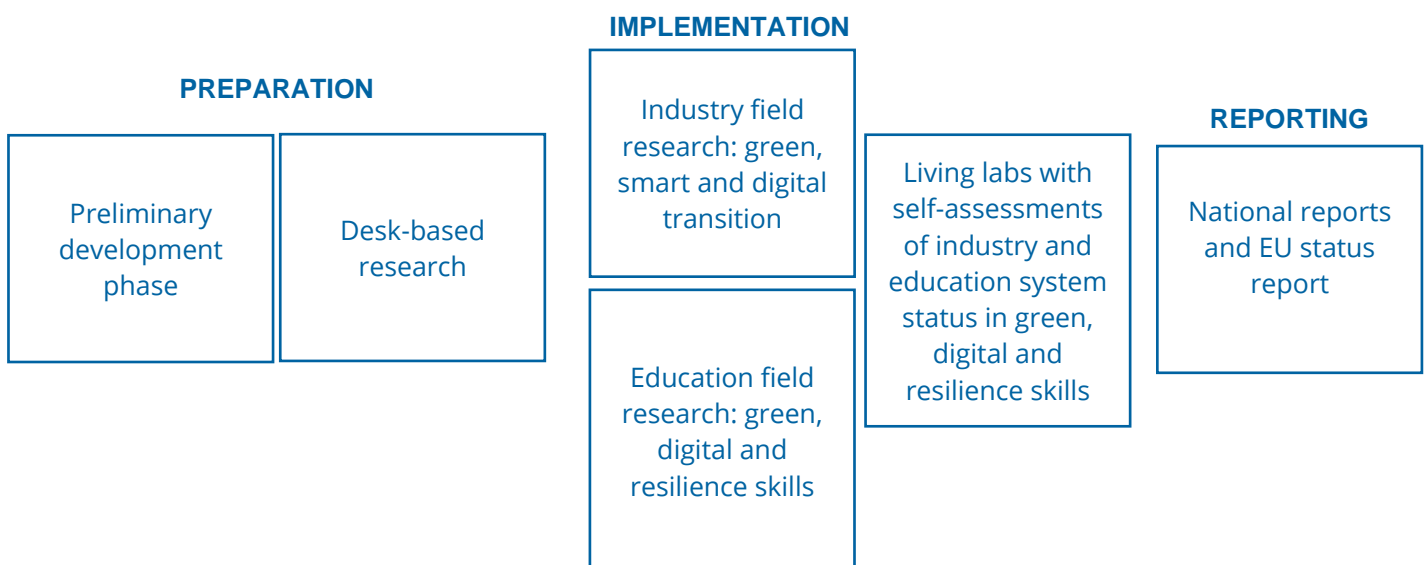 PREPARATION
Preliminary
development
phase
Desk-based
research
IMPLEMENTATION
Industry field
research: green,
smart and digital
transition
Education field
research: green,
digital and
resilience skills
Living labs with
self-assessments
of industry and
education system
status in green,
digital and
resilience skills
REPORTING
National reports
and EU status
report